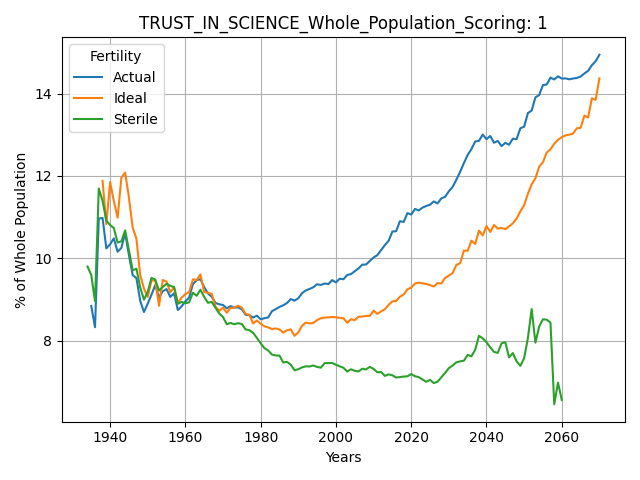 TRUST_IN_SCIENCE_Whole_Population_Scoring: 1
Fertility
Actual
Ideal
Sterile
% of Whole Population
14
12
10
8
1940 1960 1980 2000 2020 2040 2060
Years